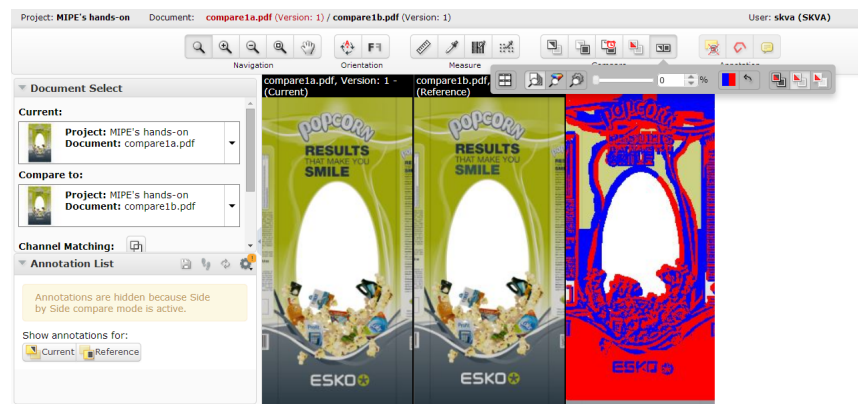 Project: MIPE's hands-on Document: compare1a.pdf (Version: 1) / compare1b.pdf (Version: 1) User: skva (SKVA)
Navigation Orientation Measure Compare Annotation
Document Select
Current:
Project: MIPE's hands-on
Document: compare1a.pdf
Compare to:
Project: MIPE's hands-on
Document: compare1b.pdf
Channel Matching:
Annotation List
Annotations are hidden because Side
by Side compare mode is active.
Show annotations for:
Current Reference
compare1a.pdf, Version: 1 -
(Current)
POPCORN
RESULTS
THAT MAKE YOU
SMILE
ESKO
compare1b.pdf,
(Reference)
POPCORN
RESULTS
THAT MAKE YOU
SMILE
ESKO
0 %
POPCORN
RESULTS
SMILE
ESKO